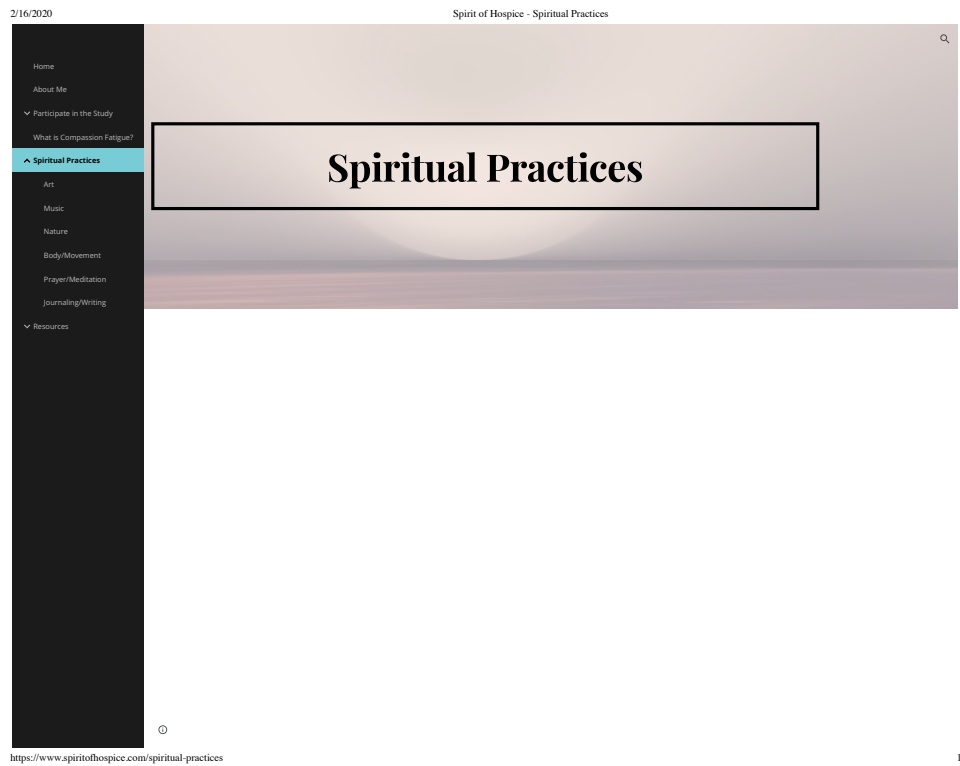 2/16/2020 Spirit of Hospice - Spiritual Practices
Home
About Me
Participate in the Study
What is Compassion Fatigue?
Spiritual Practices
Art
Music
Nature
Body/Movement
Prayer/Meditation
Journaling/Writing
Resources
Spiritual Practices
https://www.spiritofhospice.com/spiritual-practices